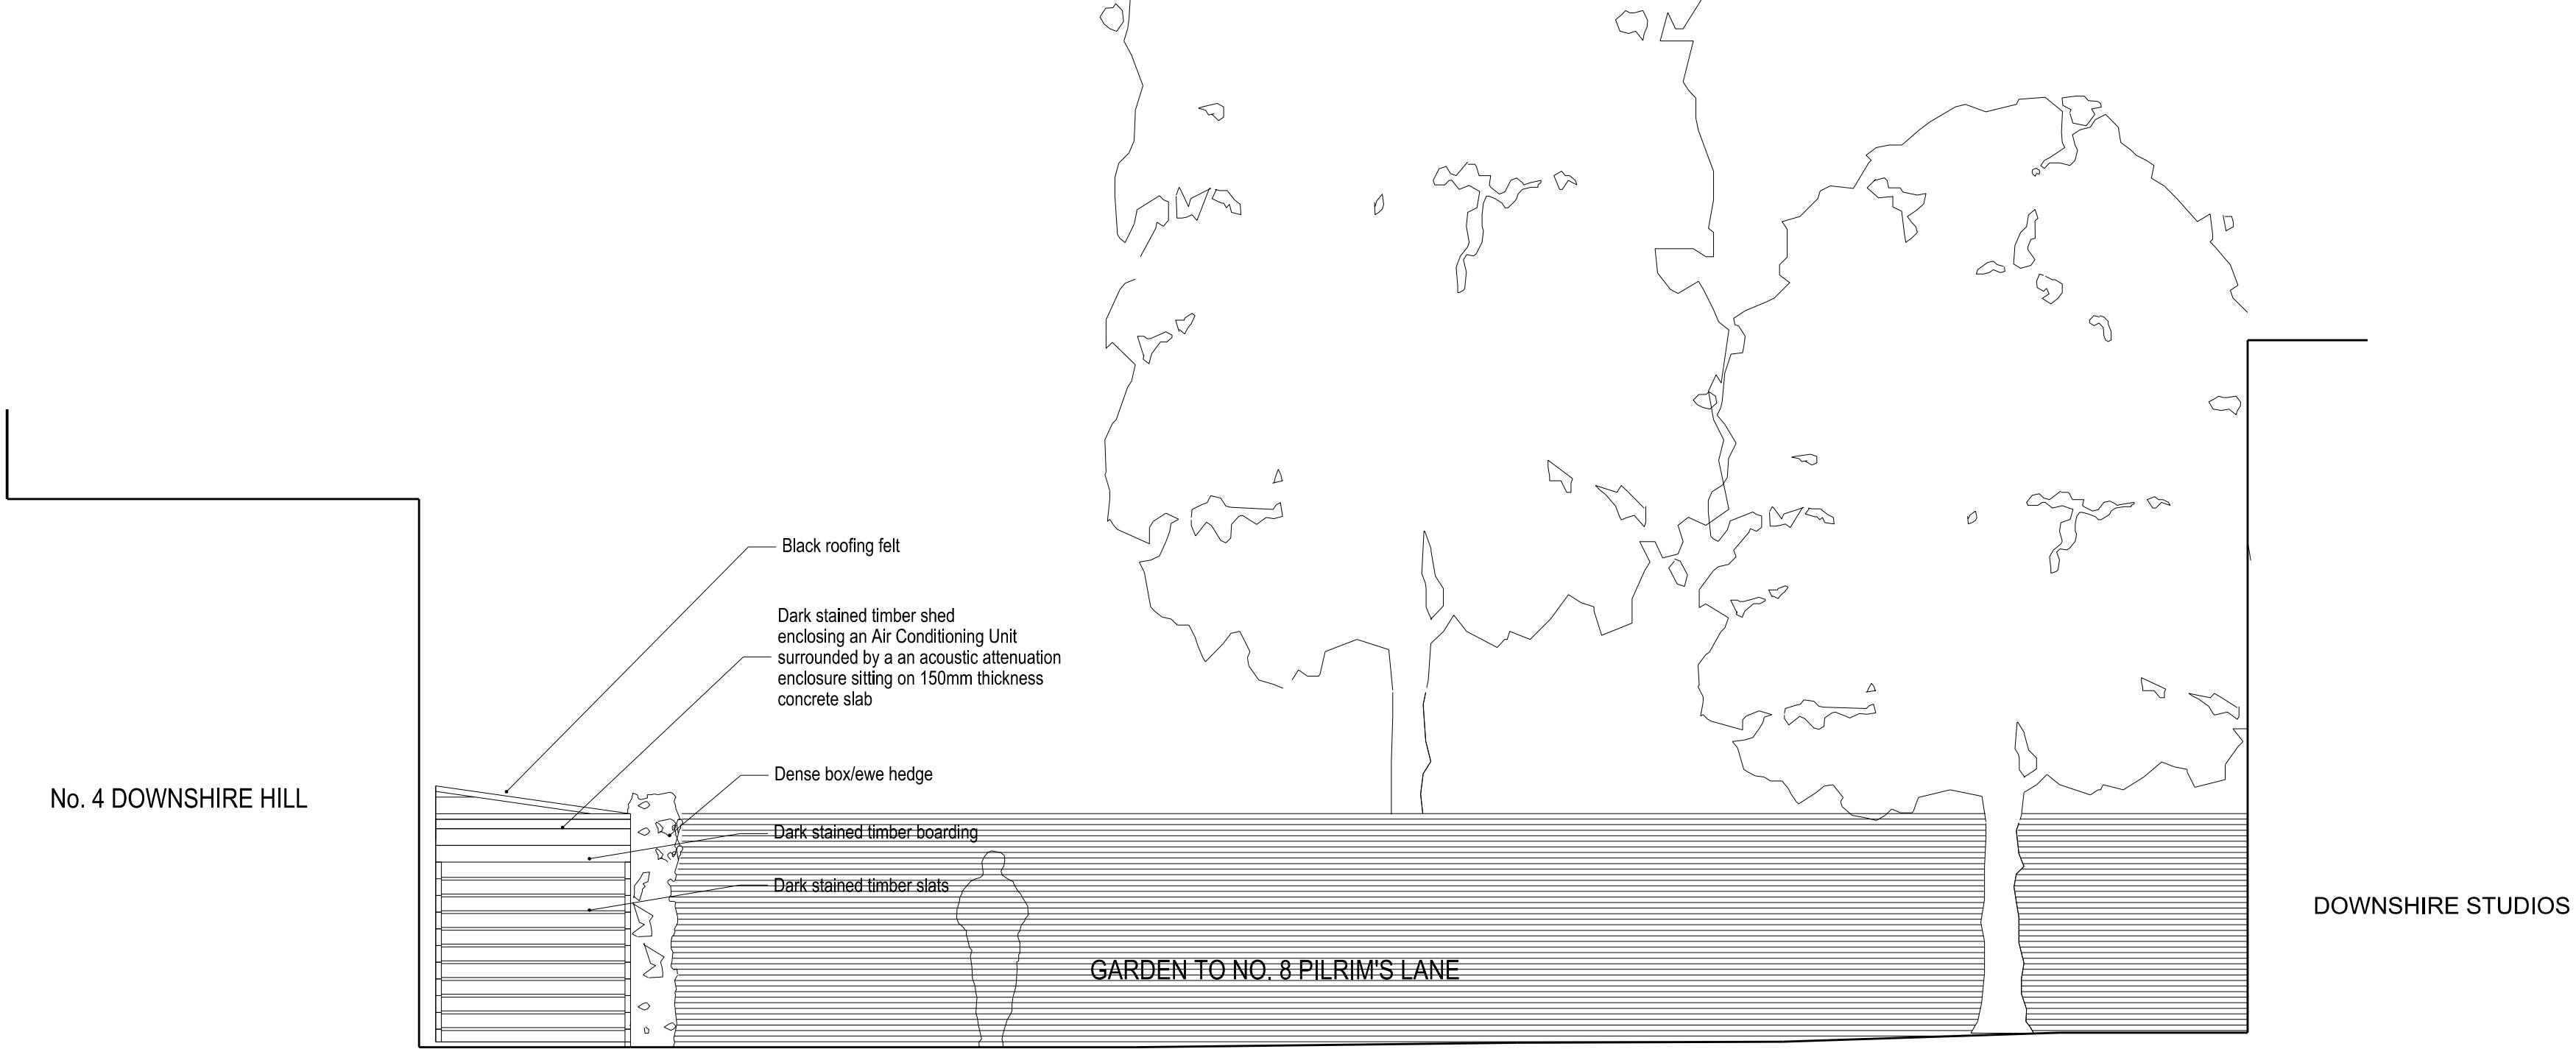 Black roofing felt
Dark stained timber shed
enclosing an Air Conditioning Unit
surrounded by a an acoustic attenuation
enclosure sitting on 150mm thickness
concrete slab
Dense box/ewe hedge
No. 4 DOWNSHIRE HILL
Dark stained timber boarding
Dark stained timber slats
DOWNSHIRE STUDIOS
GARDEN TO NO. 8 PILRIM'S LANE